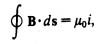 ∮ B · ds = μ₀i,